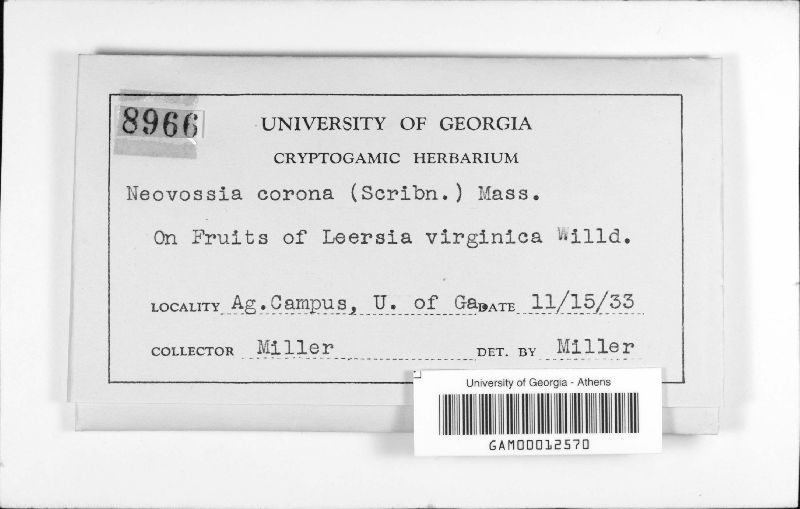 8966
UNIVERSITY OF GEORGIA
CRYPTOGAMIC HERBARIUM
Neovossia corona (Scribn.) Mass.
On Fruits of Leersia virginica Willd.
LOCALITY Ag.Campus, U. of Ga. DATE 11/15/33
COLLECTOR Miller DET. BY Miller
University of Georgia - Athens
GAM00012570